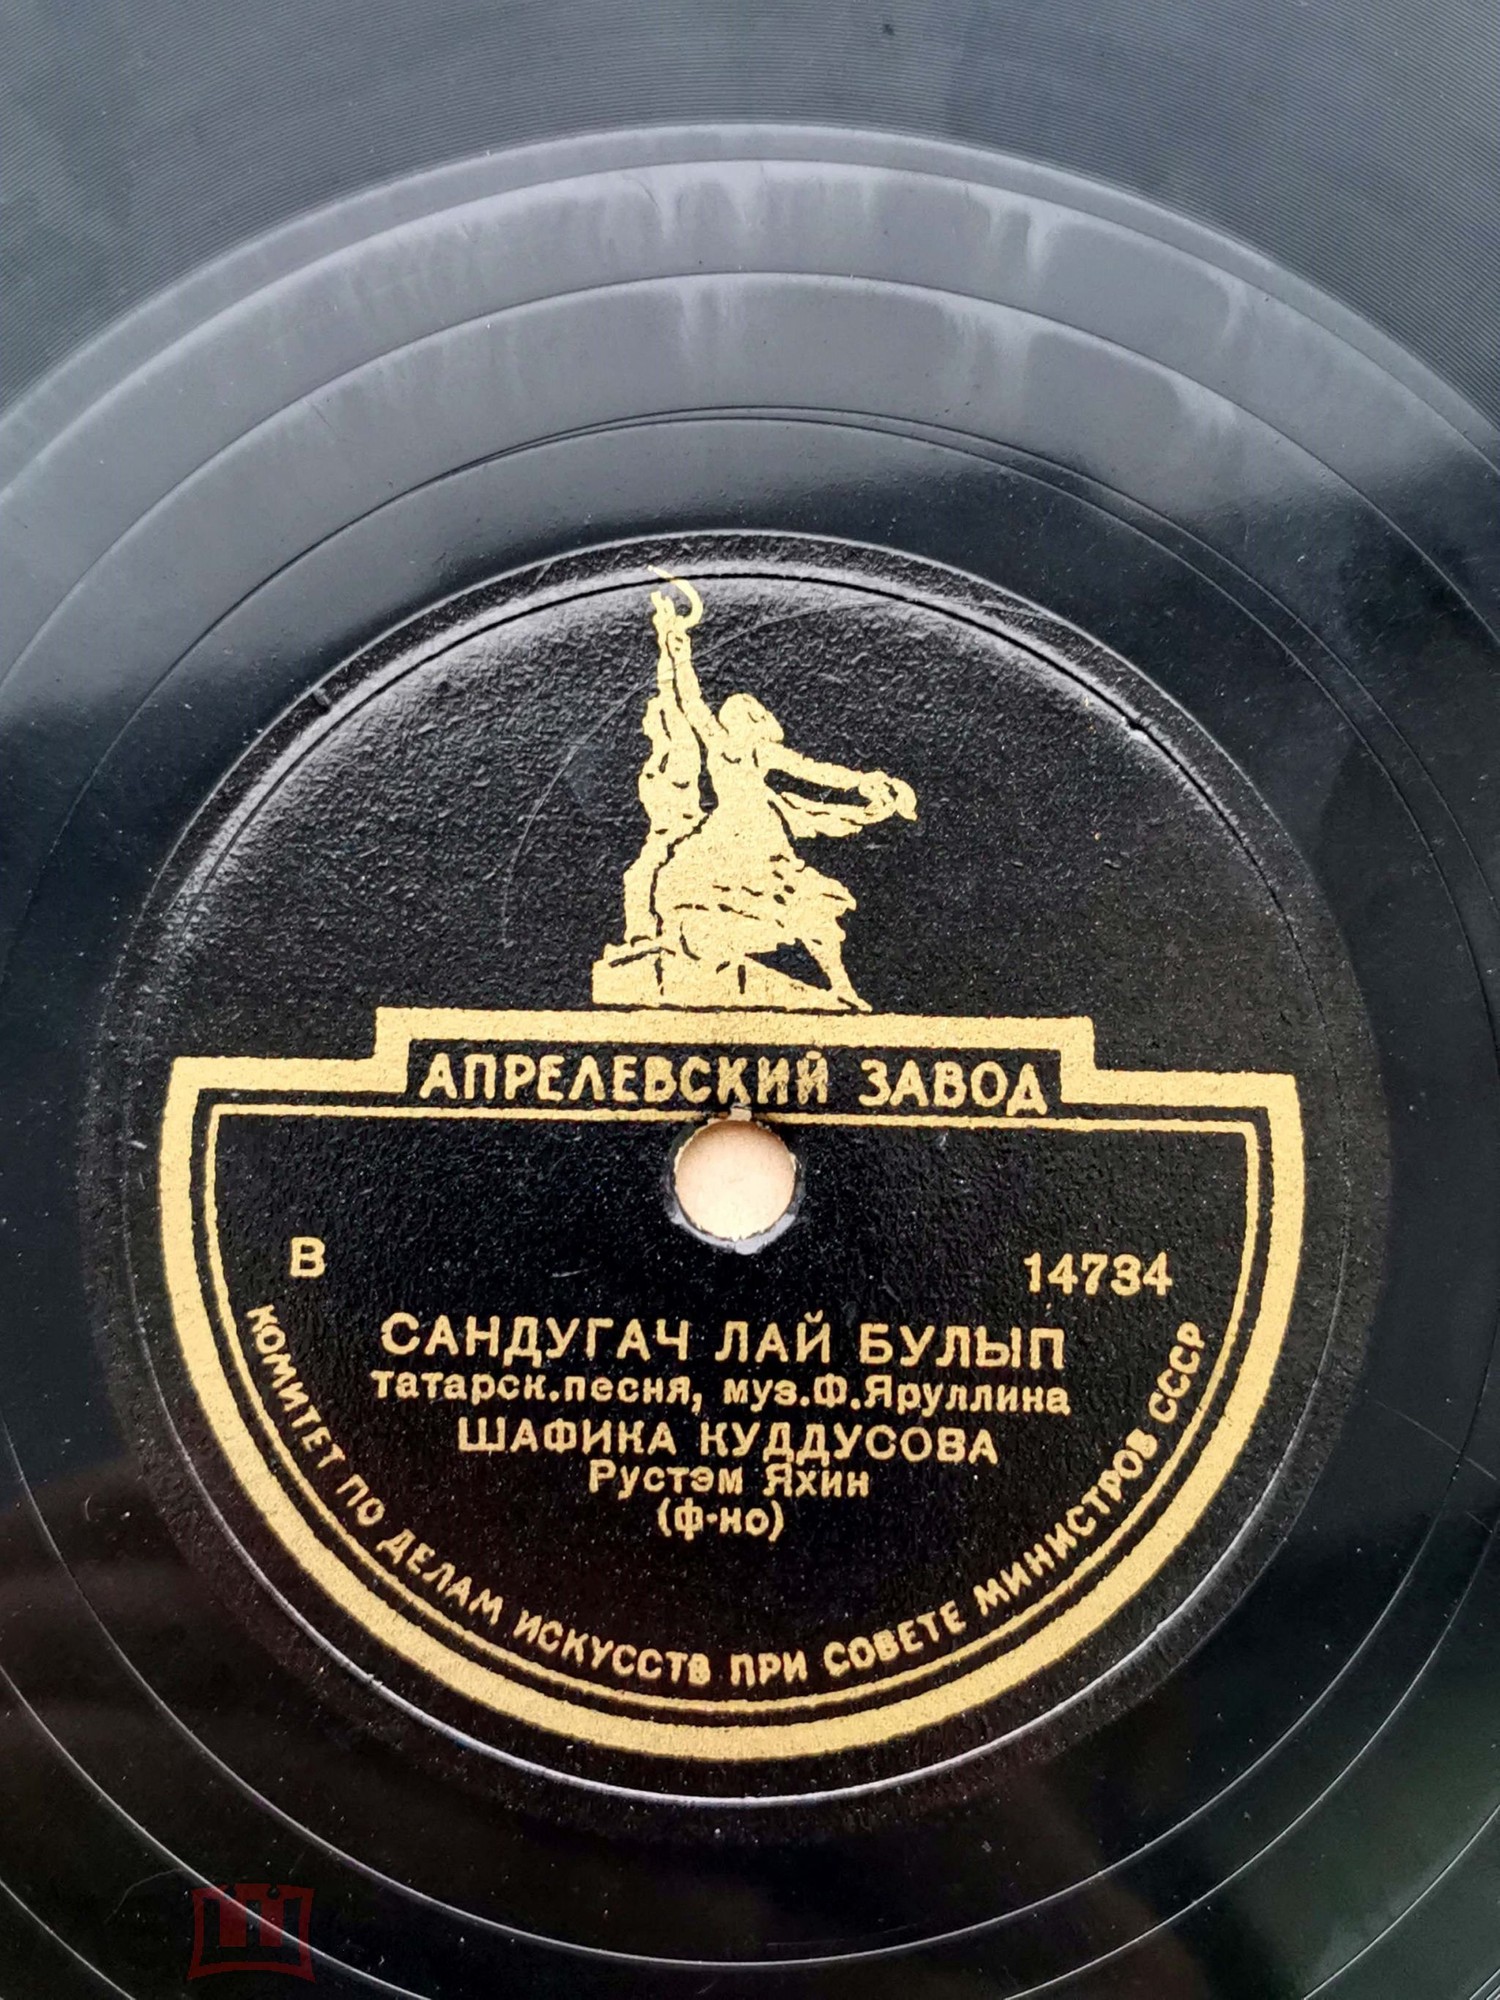 АПРЕЛЕВСКИЙ ЗАВОД
В 14734
САНДУГАЧ ЛАЙ БУЛЫП
татарск.песня, муз.Ф.Яруллина
ШАФИКА КУДДУСОВА
Рустэм Яхин
(ф-но)
КОМИТЕТ ПО ДЕЛАМ ИСКУССТВ ПРИ СОВЕТЕ МИНИСТРОВ СССР